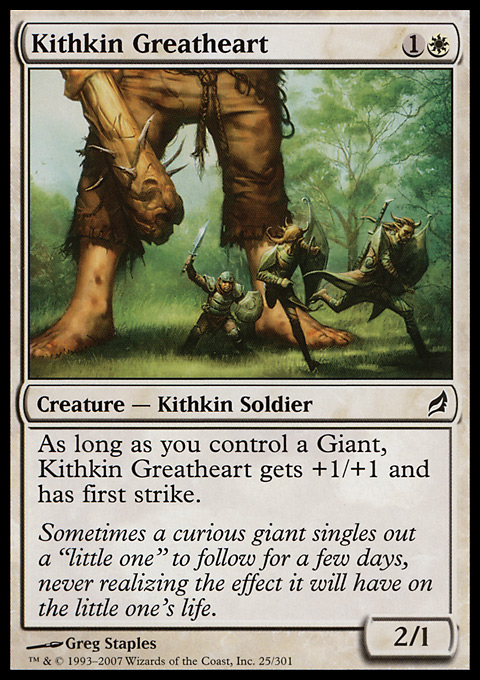 Kithkin Greatheart 1
Creature — Kithkin Soldier
As long as you control a Giant,
Kithkin Greatheart gets +1/+1 and
has first strike.
Sometimes a curious giant singles out
a “little one” to follow for a few days,
never realizing the effect it will have on
the little one’s life.
Greg Staples
2/1
™ & © 1993–2007 Wizards of the Coast, Inc. 25/301